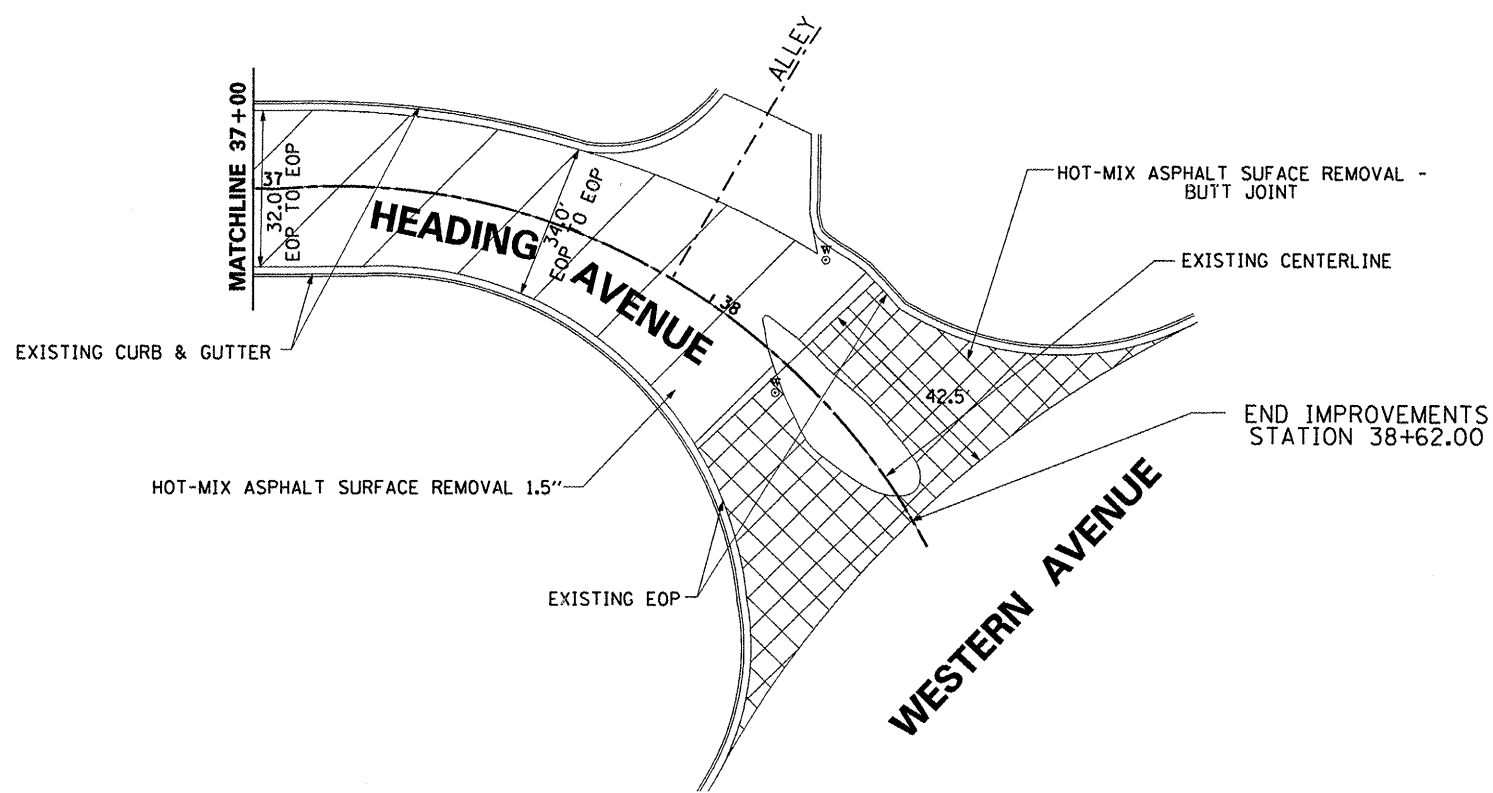 ALLEY
MATCHLINE 37+00
37
32.0'
EOP TO EOP
34.0'
EOP TO EOP
HEADING AVENUE
38
HOT-MIX ASPHALT SUFACE REMOVAL -
BUTT JOINT
EXISTING CENTERLINE
EXISTING CURB & GUTTER
42.5'
END IMPROVEMENTS
STATION 38+62.00
HOT-MIX ASPHALT SURFACE REMOVAL 1.5"
EXISTING EOP
WESTERN AVENUE